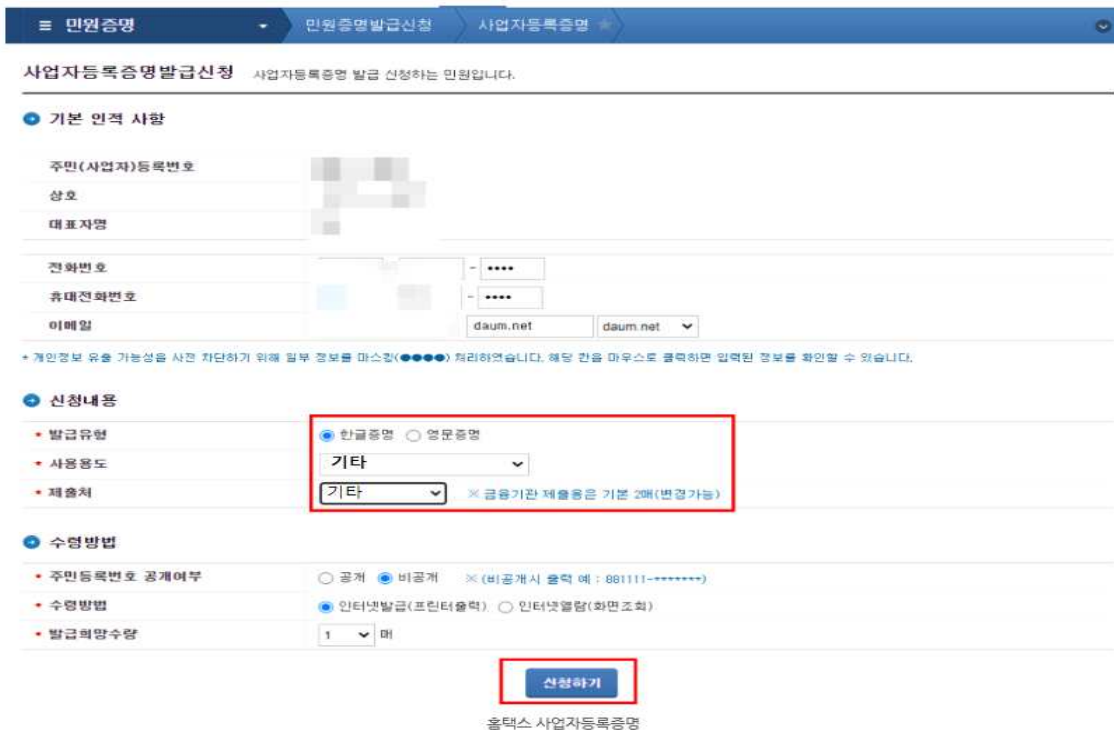 ≡ 민원증명 민원증명발급신청 사업자등록증명 ★
사업자등록증명발급신청 사업자등록증명 발급 신청하는 민원입니다.
기본 인적 사항
주민(사업자)등록번호
상호
대표자명
전화번호 - ••••
휴대전화번호 - ••••
이메일 daum.net daum.net
* 개인정보 유출 가능성을 사전 차단하기 위해 일부 정보를 마스킹(●●●●) 처리하였습니다. 해당 칸을 마우스로 클릭하면 입력된 정보를 확인할 수 있습니다.
신청내용
• 발급유형 한글증명 영문증명
• 사용용도 기타
• 제출처 기타 ※ 금융기관 제출용은 기본 2매(변경가능)
수령방법
• 주민등록번호 공개여부 공개 비공개 ※ (비공개시 출력 예 : 881111-*******)
• 수령방법 인터넷발급(프린터출력) 인터넷열람(화면조회)
• 발급희망수량 1 매
신청하기
홈택스 사업자등록증명